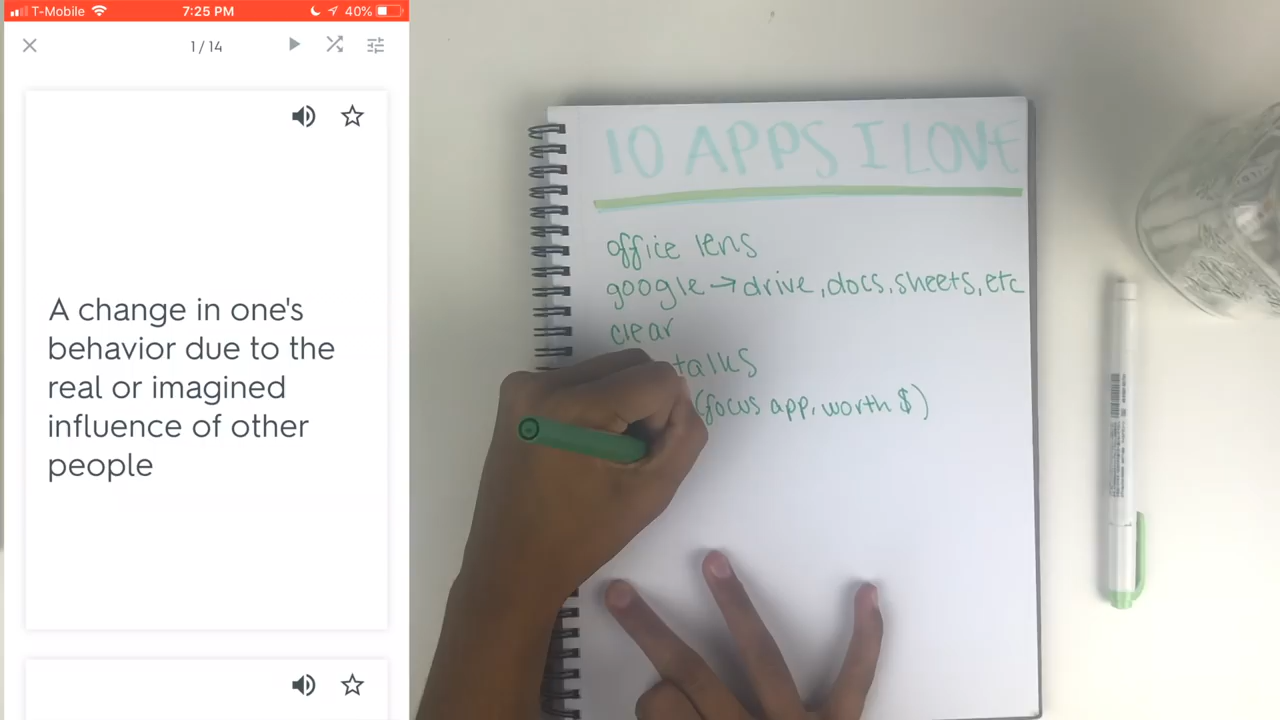 T-Mobile 7:25 PM 40%
1 / 14
A change in one's
behavior due to the
real or imagined
influence of other
people
10 APPS I LOVE
office lens
google → drive, docs, sheets, etc
clear
talks
(focus app, worth $)